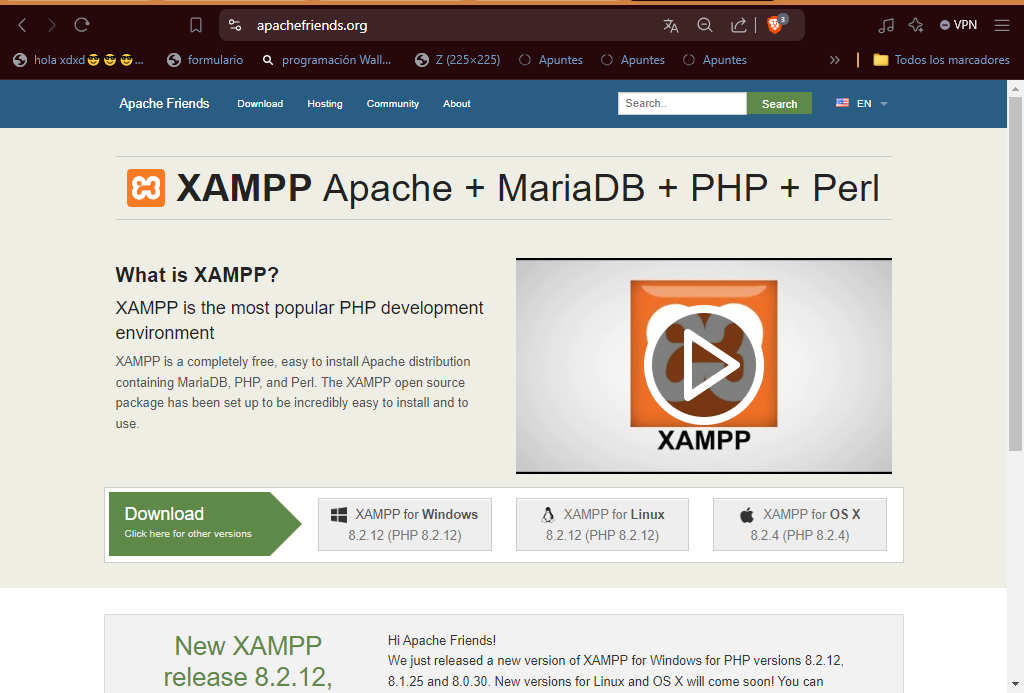 apachefriends.org
3
VPN
hola xdxd😎😎😎...
formulario
programación Wall...
Z (225×225)
Apuntes
Apuntes
Apuntes
»
Todos los marcadores
Apache Friends
Download
Hosting
Community
About
Search..
Search
EN
XAMPP Apache + MariaDB + PHP + Perl
What is XAMPP?
XAMPP is the most popular PHP development
environment
XAMPP is a completely free, easy to install Apache distribution
containing MariaDB, PHP, and Perl. The XAMPP open source
package has been set up to be incredibly easy to install and to
use.
XAMPP
Download
Click here for other versions
XAMPP for Windows
8.2.12 (PHP 8.2.12)
XAMPP for Linux
8.2.12 (PHP 8.2.12)
XAMPP for OS X
8.2.4 (PHP 8.2.4)
New XAMPP
release 8.2.12,
Hi Apache Friends!
We just released a new version of XAMPP for Windows for PHP versions 8.2.12,
8.1.25 and 8.0.30. New versions for Linux and OS X will come soon! You can